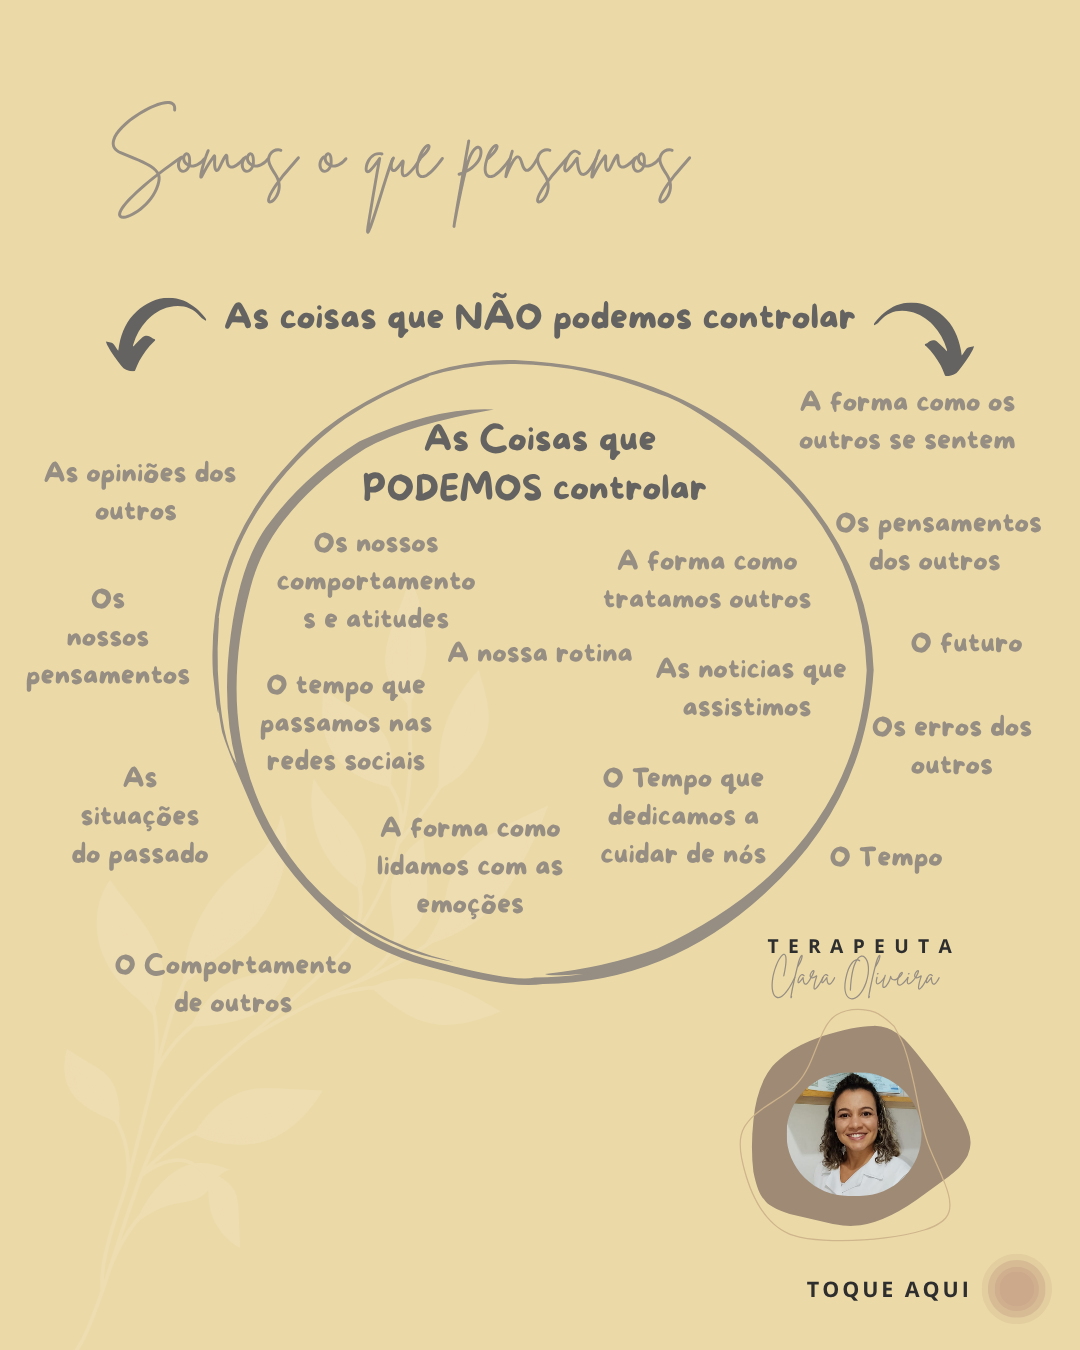 Somos o que pensamos
As coisas que NÃO podemos controlar
As Coisas que
PODEMOS controlar
As opiniões dos
outros
Os
nossos
pensamentos
As
situações
do passado
O Comportamento
de outros
Os nossos
comportamento
s e atitudes
A forma como
tratamos outros
A nossa rotina
As noticias que
assistimos
O tempo que
passamos nas
redes sociais
O Tempo que
dedicamos a
cuidar de nós
A forma como
lidamos com as
emoções
A forma como os
outros se sentem
Os pensamentos
dos outros
O futuro
Os erros dos
outros
O Tempo
TERAPEUTA
Clara Oliveira
TOQUE AQUI